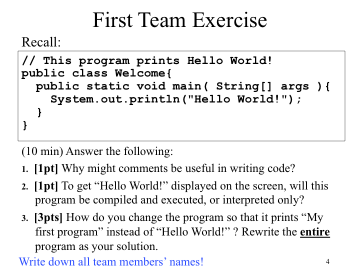 First Team Exercise
Recall:
// This program prints Hello World!
public class Welcome{
  public static void main( String[] args ){
    System.out.println("Hello World!");
  }
}
(10 min) Answer the following:
1. [1pt] Why might comments be useful in writing code?
2. [1pt] To get “Hello World!” displayed on the screen, will this
program be compiled and executed, or interpreted only?
3. [3pts] How do you change the program so that it prints “My
first program” instead of “Hello World!” ? Rewrite the entire
program as your solution.
Write down all team members’ names!
4